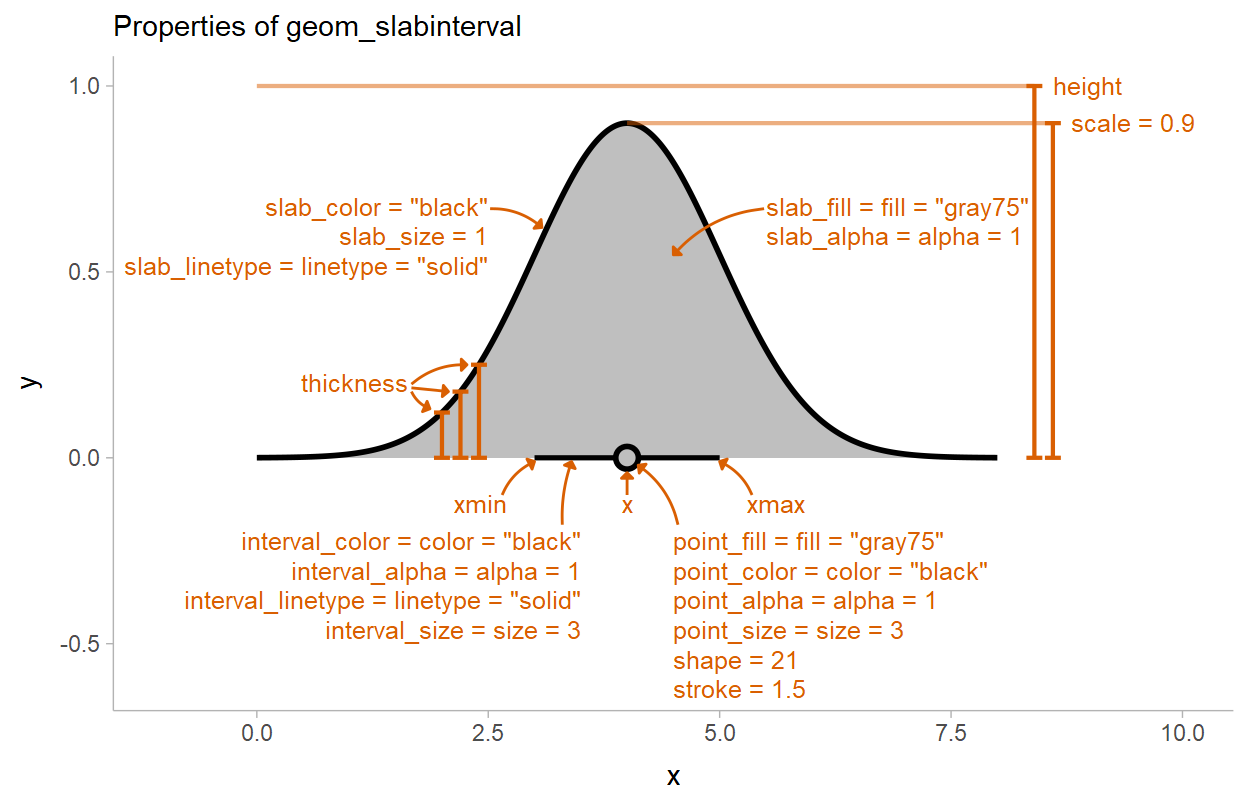 Properties of geom_slabinterval
1.0
height
scale = 0.9
slab_color = "black"
slab_size = 1
slab_linetype = linetype = "solid"
slab_fill = fill = "gray75"
slab_alpha = alpha = 1
0.5
thickness
y
0.0
xmin
x
xmax
interval_color = color = "black"
interval_alpha = alpha = 1
interval_linetype = linetype = "solid"
interval_size = size = 3
point_fill = fill = "gray75"
point_color = color = "black"
point_alpha = alpha = 1
point_size = size = 3
shape = 21
stroke = 1.5
-0.5
0.0 2.5 5.0 7.5 10.0
x